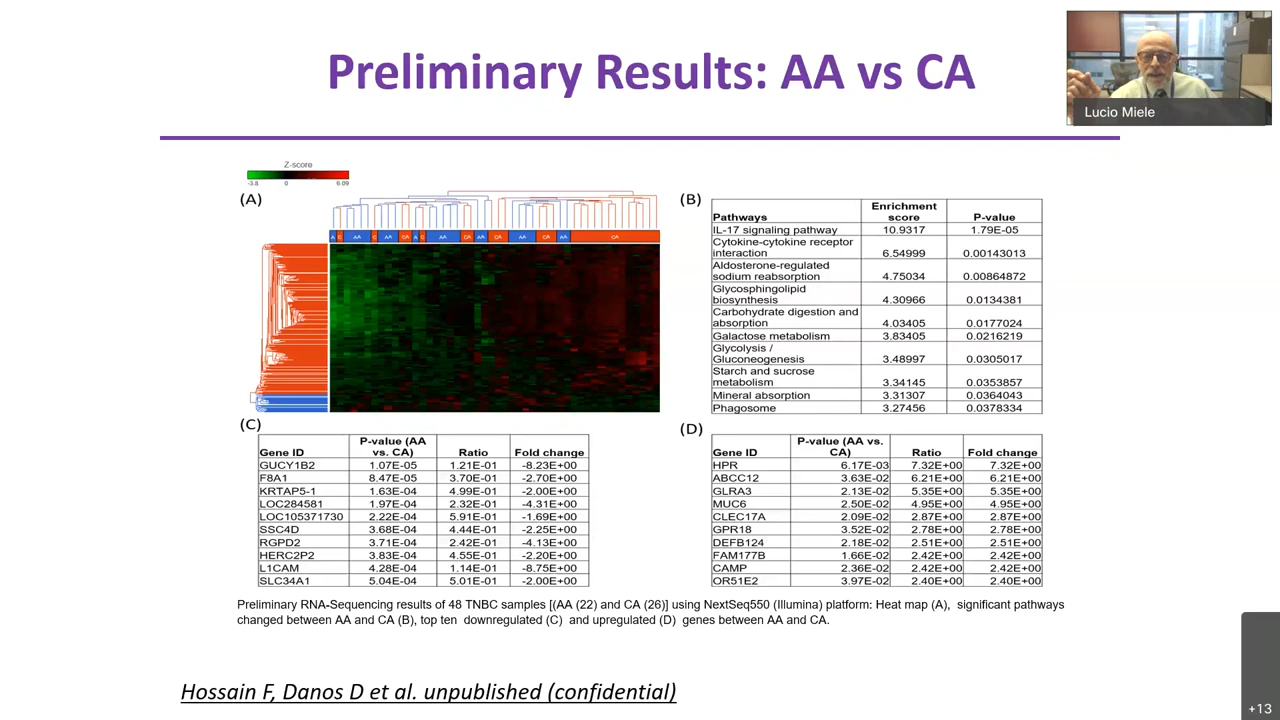 Preliminary Results: AA vs CA
Lucio Miele
Z-score
-3.8 0 6.09
(A)
A C AA C AA CA A C AA CA AA CA AA CA AA CA
(B)
Pathways Enrichment score P-value
IL-17 signaling pathway 10.9317 1.79E-05
Cytokine-cytokine receptor interaction 6.54999 0.00143013
Aldosterone-regulated sodium reabsorption 4.75034 0.00864872
Glycosphingolipid biosynthesis 4.30966 0.0134381
Carbohydrate digestion and absorption 4.03405 0.0177024
Galactose metabolism 3.83405 0.0216219
Glycolysis / Gluconeogenesis 3.48997 0.0305017
Starch and sucrose metabolism 3.34145 0.0353857
Mineral absorption 3.31307 0.0364043
Phagosome 3.27456 0.0378334
(C)
Gene ID P-value (AA vs. CA) Ratio Fold change
GUCY1B2 1.07E-05 1.21E-01 -8.23E+00
F8A1 8.47E-05 3.70E-01 -2.70E+00
KRTAP5-1 1.63E-04 4.99E-01 -2.00E+00
LOC284581 1.97E-04 2.32E-01 -4.31E+00
LOC105371730 2.22E-04 5.91E-01 -1.69E+00
SSC4D 3.68E-04 4.44E-01 -2.25E+00
RGPD2 3.71E-04 2.42E-01 -4.13E+00
HERC2P2 3.83E-04 4.55E-01 -2.20E+00
L1CAM 4.28E-04 1.14E-01 -8.75E+00
SLC34A1 5.04E-04 5.01E-01 -2.00E+00
(D)
Gene ID P-value (AA vs. CA) Ratio Fold change
HPR 6.17E-03 7.32E+00 7.32E+00
ABCC12 3.63E-02 6.21E+00 6.21E+00
GLRA3 2.13E-02 5.35E+00 5.35E+00
MUC6 2.50E-02 4.95E+00 4.95E+00
CLEC17A 2.09E-02 2.87E+00 2.87E+00
GPR18 3.52E-02 2.78E+00 2.78E+00
DEFB124 2.18E-02 2.51E+00 2.51E+00
FAM177B 1.66E-02 2.42E+00 2.42E+00
CAMP 2.36E-02 2.42E+00 2.42E+00
OR51E2 3.97E-02 2.40E+00 2.40E+00
Preliminary RNA-Sequencing results of 48 TNBC samples [(AA (22) and CA (26)] using NextSeq550 (Illumina) platform: Heat map (A), significant pathways
changed between AA and CA (B), top ten downregulated (C) and upregulated (D) genes between AA and CA.
Hossain F, Danos D et al. unpublished (confidential)
+13